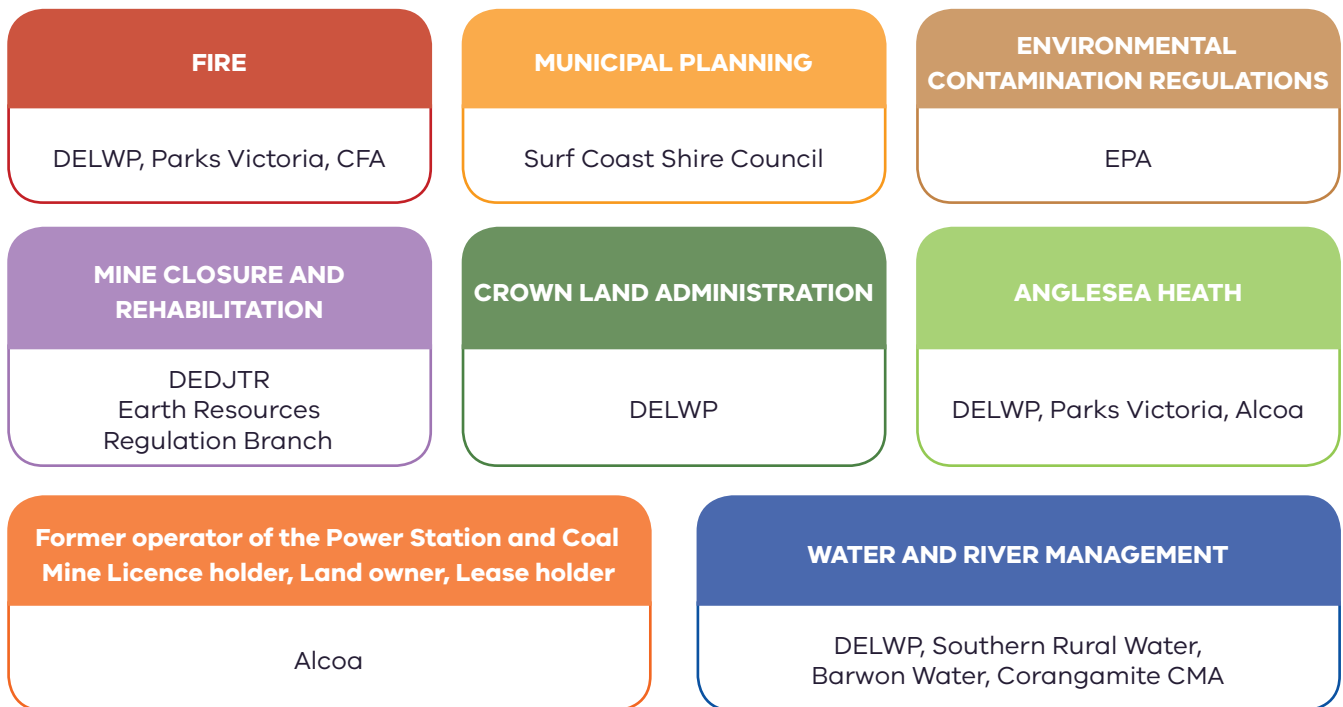 FIRE
DELWP, Parks Victoria, CFA
MUNICIPAL PLANNING
Surf Coast Shire Council
ENVIRONMENTAL
CONTAMINATION REGULATIONS
EPA
MINE CLOSURE AND
REHABILITATION
DEDJTR
Earth Resources
Regulation Branch
CROWN LAND ADMINISTRATION
DELWP
ANGLESEA HEATH
DELWP, Parks Victoria, Alcoa
Former operator of the Power Station and Coal
Mine Licence holder, Land owner, Lease holder
Alcoa
WATER AND RIVER MANAGEMENT
DELWP, Southern Rural Water,
Barwon Water, Corangamite CMA